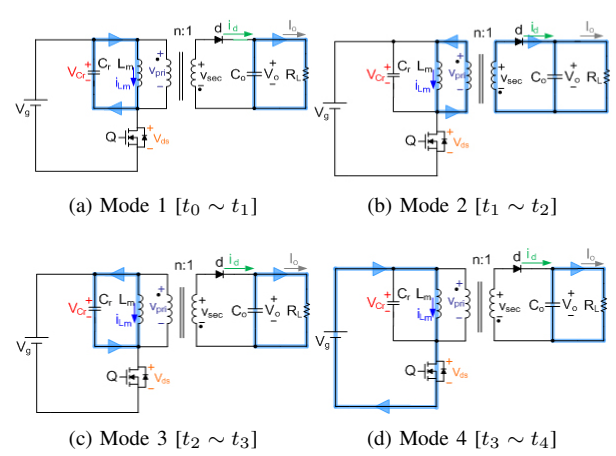 n:1 d i_d I_o
V_Cr + − C_r L_m i_Lm + v_pri − + v_sec C_o + V_o − R_L
V_g
Q + V_ds −
(a) Mode 1 [t_0 ∼ t_1]
n:1 d i_d I_o
V_Cr + − C_r L_m i_Lm + v_pri − + v_sec C_o + V_o − R_L
V_g
Q + V_ds −
(b) Mode 2 [t_1 ∼ t_2]
n:1 d i_d I_o
V_Cr + − C_r L_m i_Lm + v_pri − + v_sec C_o + V_o − R_L
V_g
Q + V_ds −
(c) Mode 3 [t_2 ∼ t_3]
n:1 d i_d I_o
V_Cr + − C_r L_m i_Lm + v_pri − + v_sec C_o + V_o − R_L
V_g
Q + V_ds −
(d) Mode 4 [t_3 ∼ t_4]